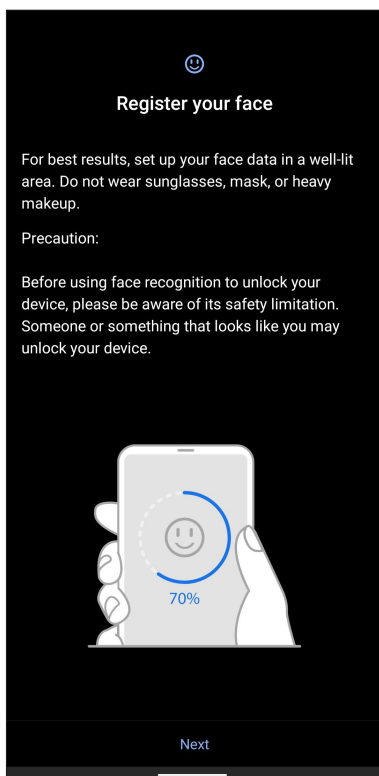 Register your face
For best results, set up your face data in a well-lit
area. Do not wear sunglasses, mask, or heavy
makeup.
Precaution:
Before using face recognition to unlock your
device, please be aware of its safety limitation.
Someone or something that looks like you may
unlock your device.
70%
Next